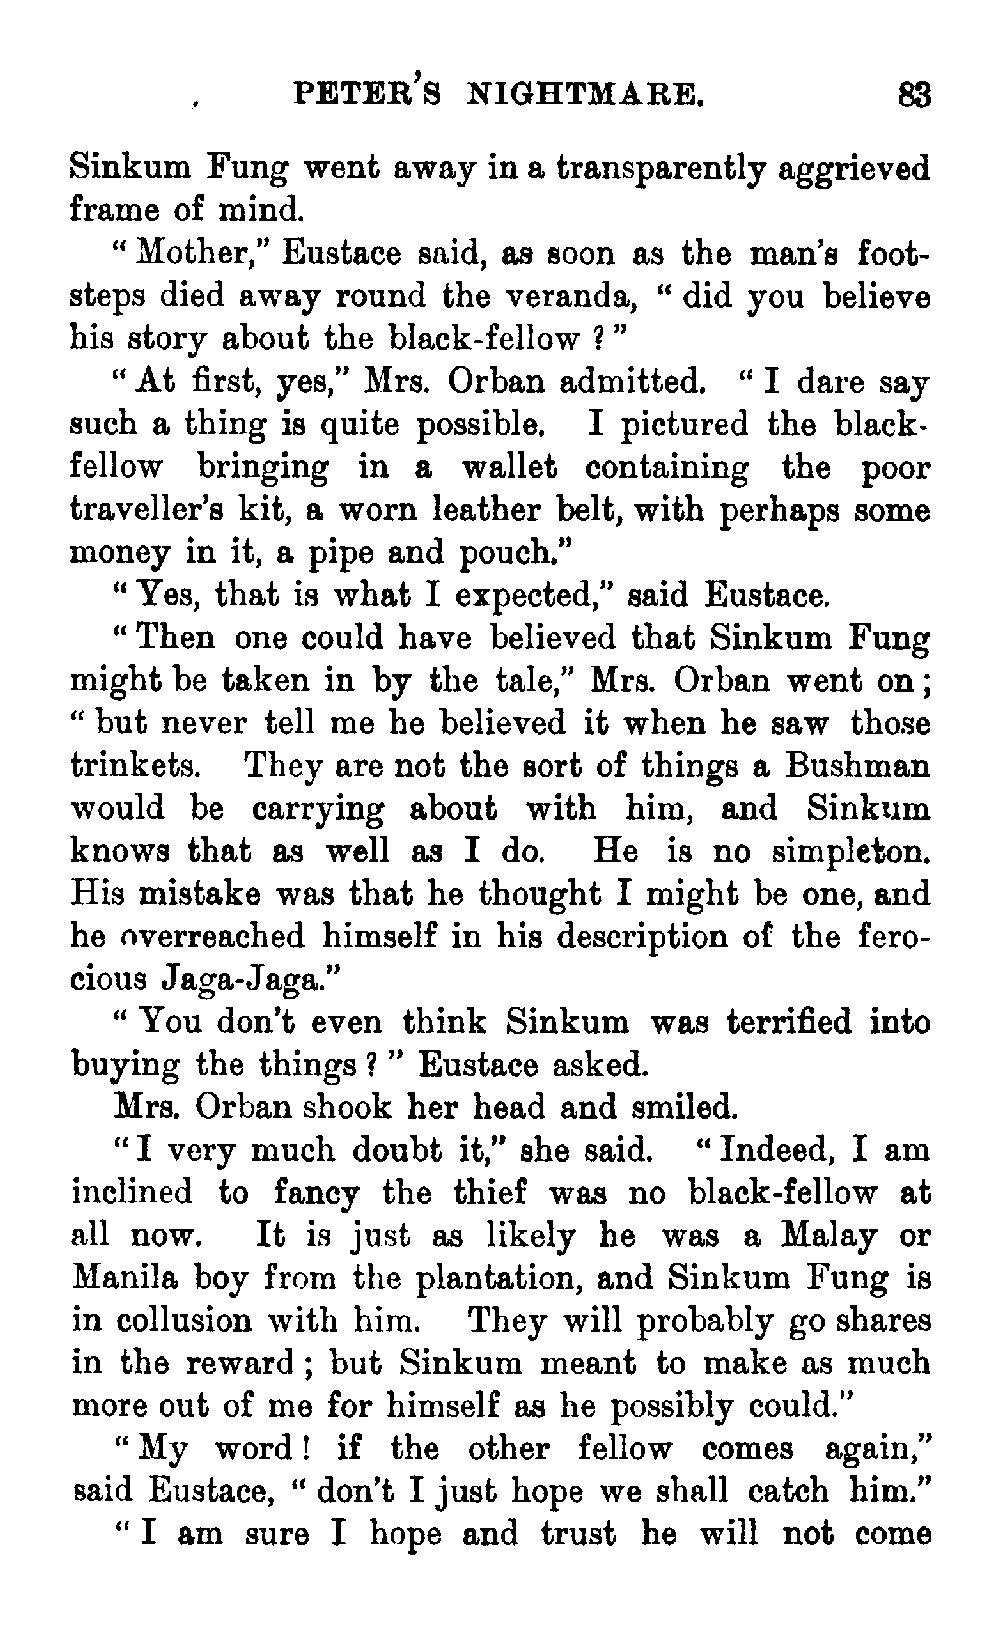 PETER'S NIGHTMARE. 83
Sinkum Fung went away in a transparently aggrieved
frame of mind.
"Mother," Eustace said, as soon as the man's foot-
steps died away round the veranda, "did you believe
his story about the black-fellow?"
"At first, yes," Mrs. Orban admitted. "I dare say
such a thing is quite possible. I pictured the black-
fellow bringing in a wallet containing the poor
traveller's kit, a worn leather belt, with perhaps some
money in it, a pipe and pouch."
"Yes, that is what I expected," said Eustace.
"Then one could have believed that Sinkum Fung
might be taken in by the tale," Mrs. Orban went on;
"but never tell me he believed it when he saw those
trinkets. They are not the sort of things a Bushman
would be carrying about with him, and Sinkum
knows that as well as I do. He is no simpleton.
His mistake was that he thought I might be one, and
he overreached himself in his description of the fero-
cious Jaga-Jaga."
"You don't even think Sinkum was terrified into
buying the things?" Eustace asked.
Mrs. Orban shook her head and smiled.
"I very much doubt it," she said. "Indeed, I am
inclined to fancy the thief was no black-fellow at
all now. It is just as likely he was a Malay or
Manila boy from the plantation, and Sinkum Fung is
in collusion with him. They will probably go shares
in the reward; but Sinkum meant to make as much
more out of me for himself as he possibly could."
"My word! if the other fellow comes again,"
said Eustace, "don't I just hope we shall catch him."
"I am sure I hope and trust he will not come